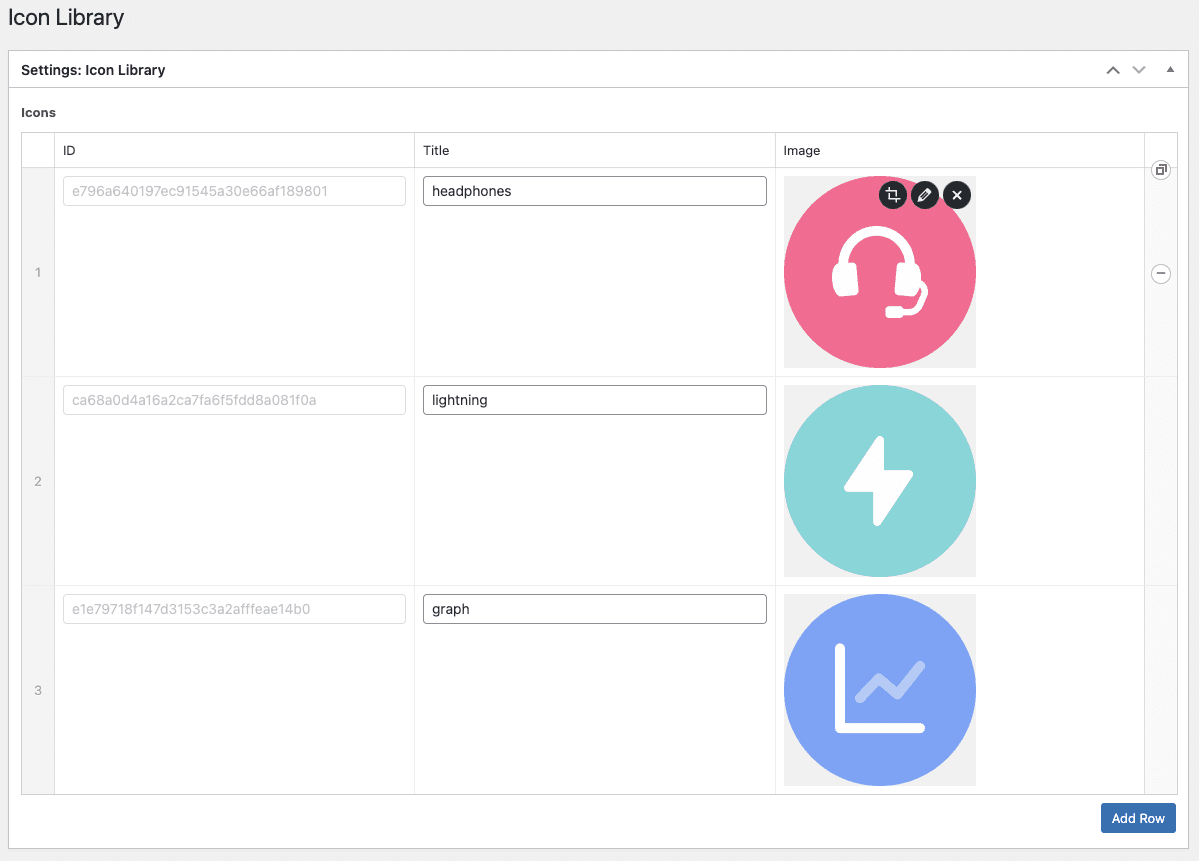 Icon Library
Settings: Icon Library
Icons
ID Title Image
e796a640197ec91545a30e66af189801 headphones
1
ca68a0d4a16a2ca7fa6f5fdd8a081f0a lightning
2
e1e79718f147d3153c3a2afffeae14b0 graph
3
Add Row